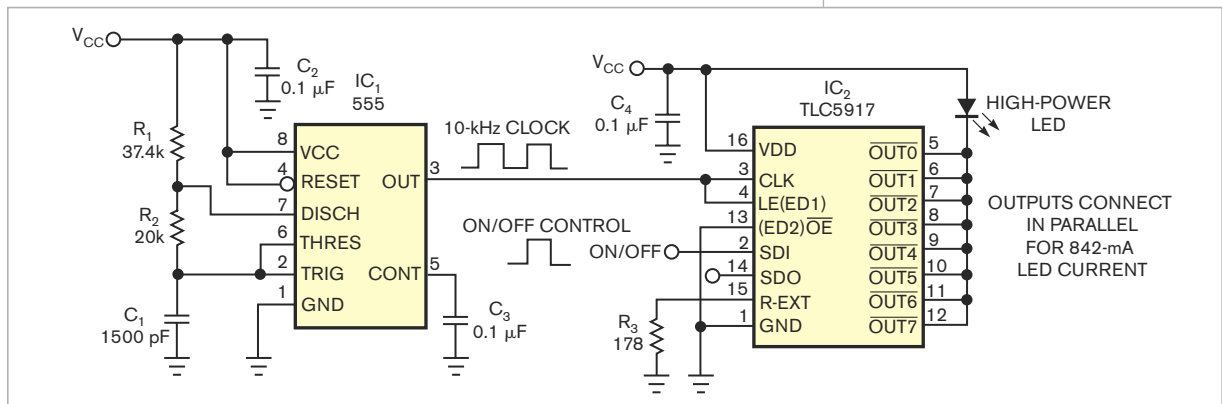 VCC
C2
0.1 μF
IC1
555
R1
37.4k
R2
20k
C1
1500 pF
8
VCC
4
RESET
OUT
3
7
DISCH
6
THRES
2
TRIG
CONT
5
1
GND
C3
0.1 μF
10-kHz CLOCK
ON/OFF CONTROL
ON/OFF
VCC
C4
0.1 μF
IC2
TLC5917
HIGH-POWER
LED
16
VDD
3
CLK
4
LE(ED1)
13
(ED2)OE
2
SDI
14
SDO
15
R-EXT
1
GND
R3
178
OUT0
5
OUT1
6
OUT2
7
OUT3
8
OUT4
9
OUT5
10
OUT6
11
OUT7
12
OUTPUTS CONNECT
IN PARALLEL
FOR 842-mA
LED CURRENT